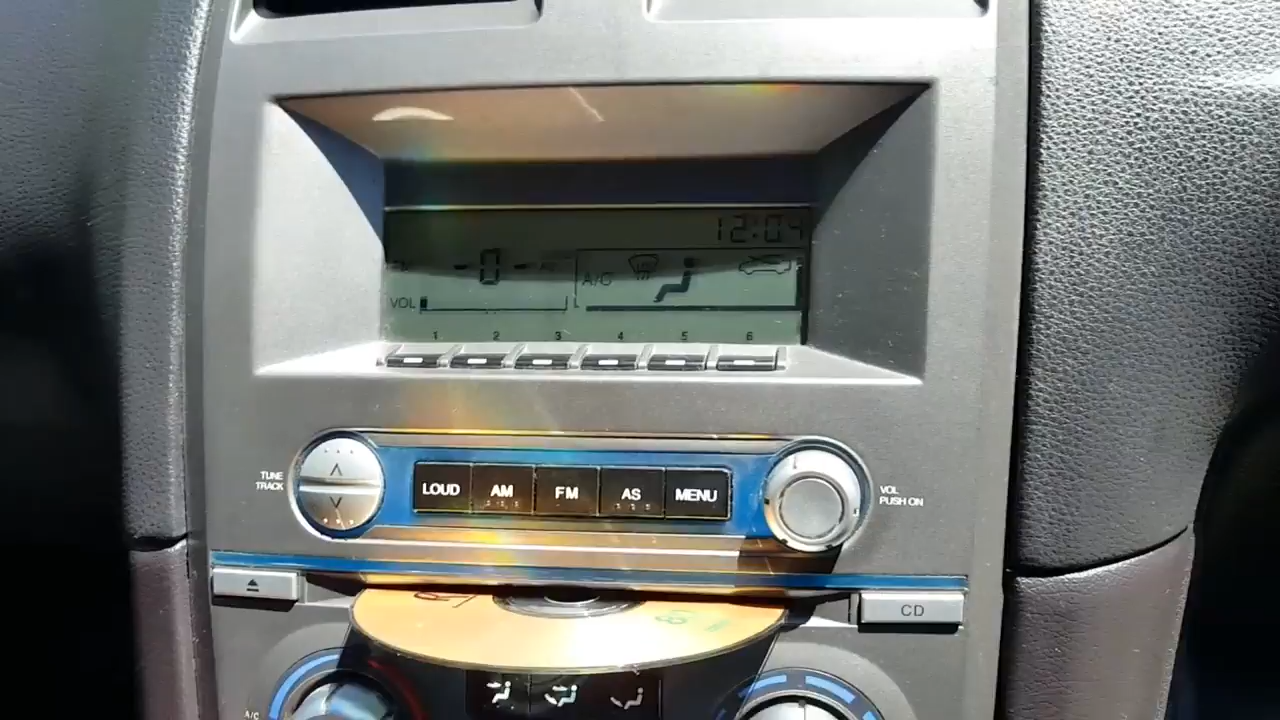 12:04
-0-
A/C
VOL
1 2 3 4 5 6
TUNE
TRACK
LOUD AM FM AS MENU
VOL
PUSH ON
CD
A/C